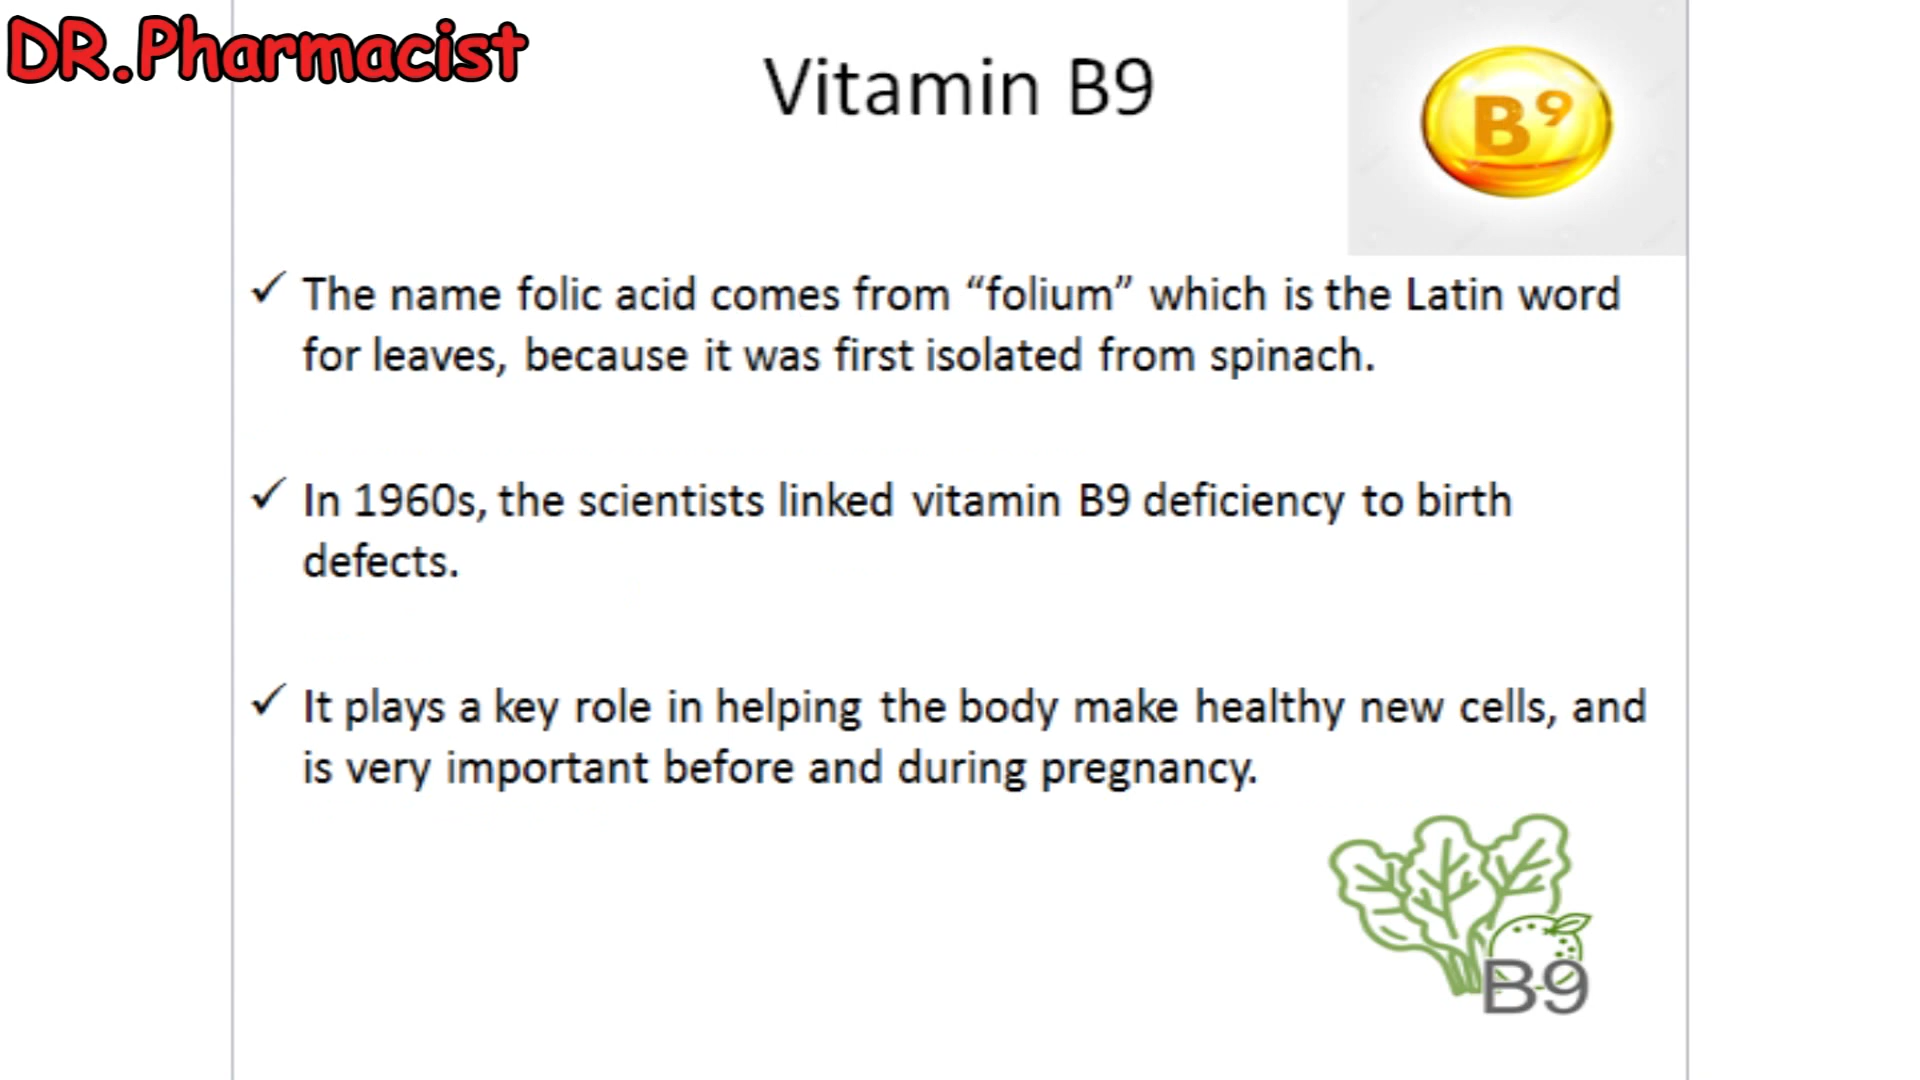 DR.Pharmacist
Vitamin B9
B9
✓ The name folic acid comes from “folium” which is the Latin word
for leaves, because it was first isolated from spinach.
✓ In 1960s, the scientists linked vitamin B9 deficiency to birth
defects.
✓ It plays a key role in helping the body make healthy new cells, and
is very important before and during pregnancy.
B9